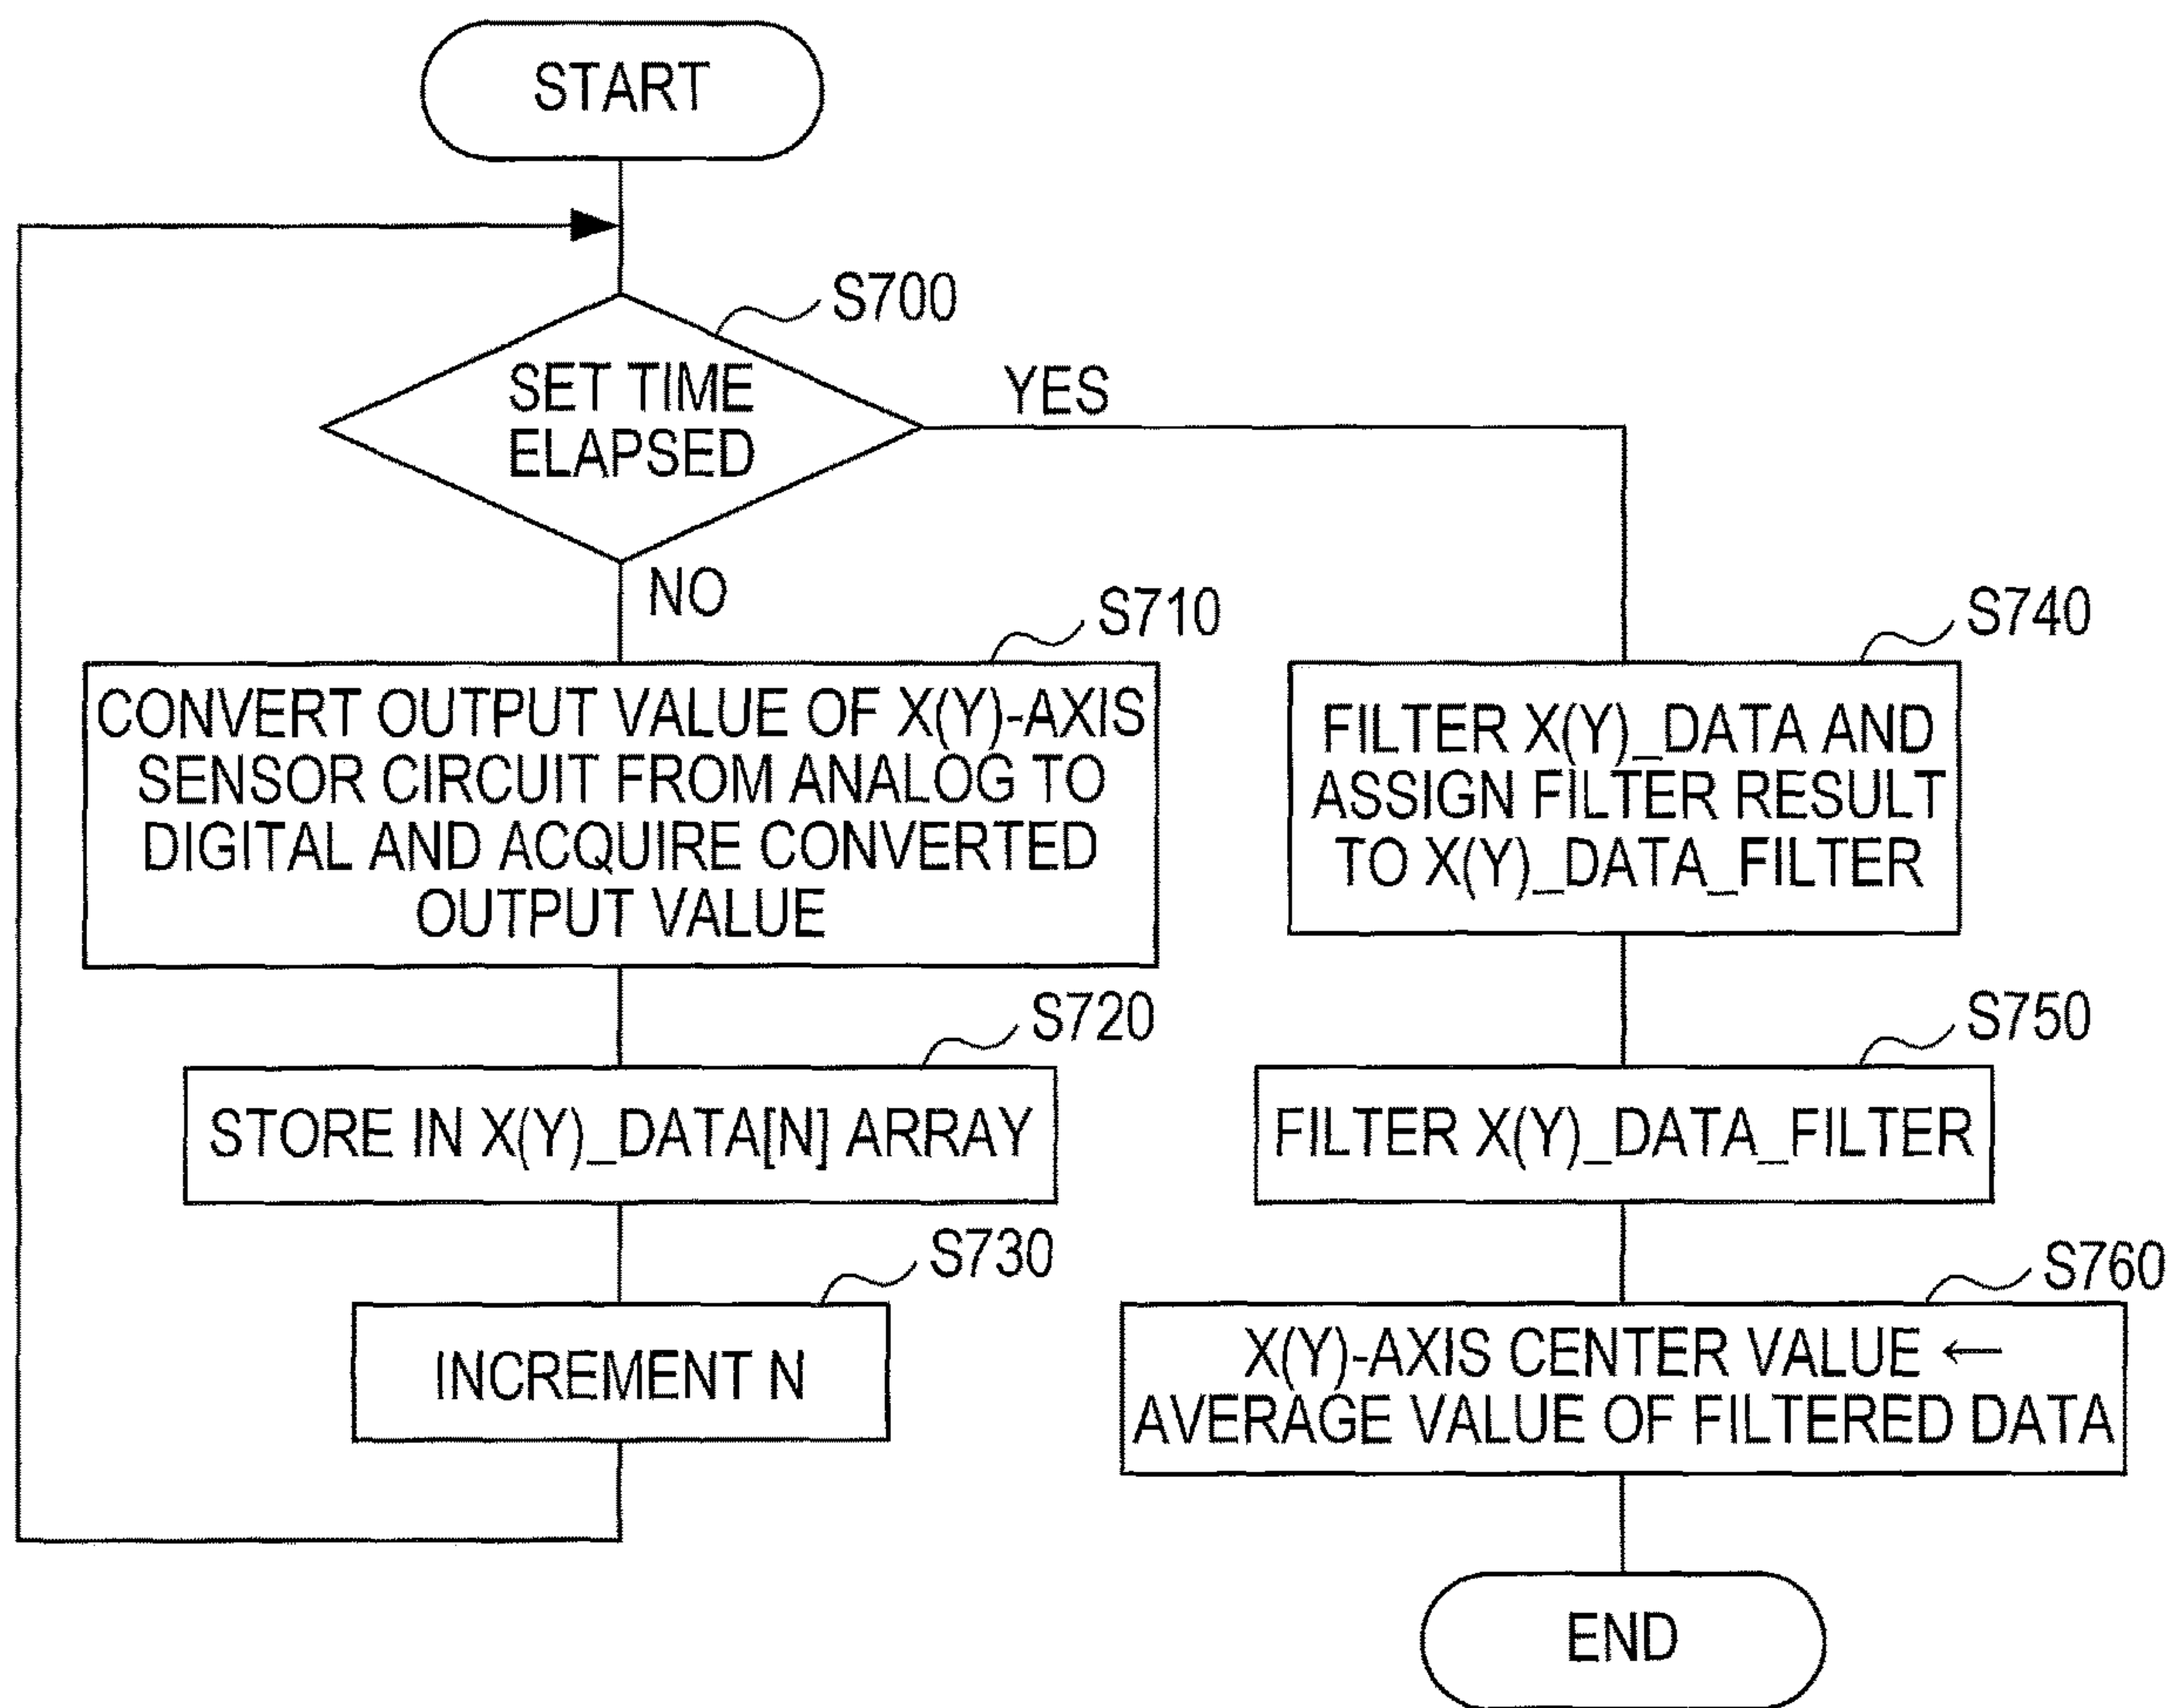 START
S700
SET TIME
ELAPSED
YES
NO
S710
CONVERT OUTPUT VALUE OF X(Y)-AXIS
SENSOR CIRCUIT FROM ANALOG TO
DIGITAL AND ACQUIRE CONVERTED
OUTPUT VALUE
S720
STORE IN X(Y)_DATA[N] ARRAY
S730
INCREMENT N
S740
FILTER X(Y)_DATA AND
ASSIGN FILTER RESULT
TO X(Y)_DATA_FILTER
S750
FILTER X(Y)_DATA_FILTER
S760
X(Y)-AXIS CENTER VALUE ←
AVERAGE VALUE OF FILTERED DATA
END